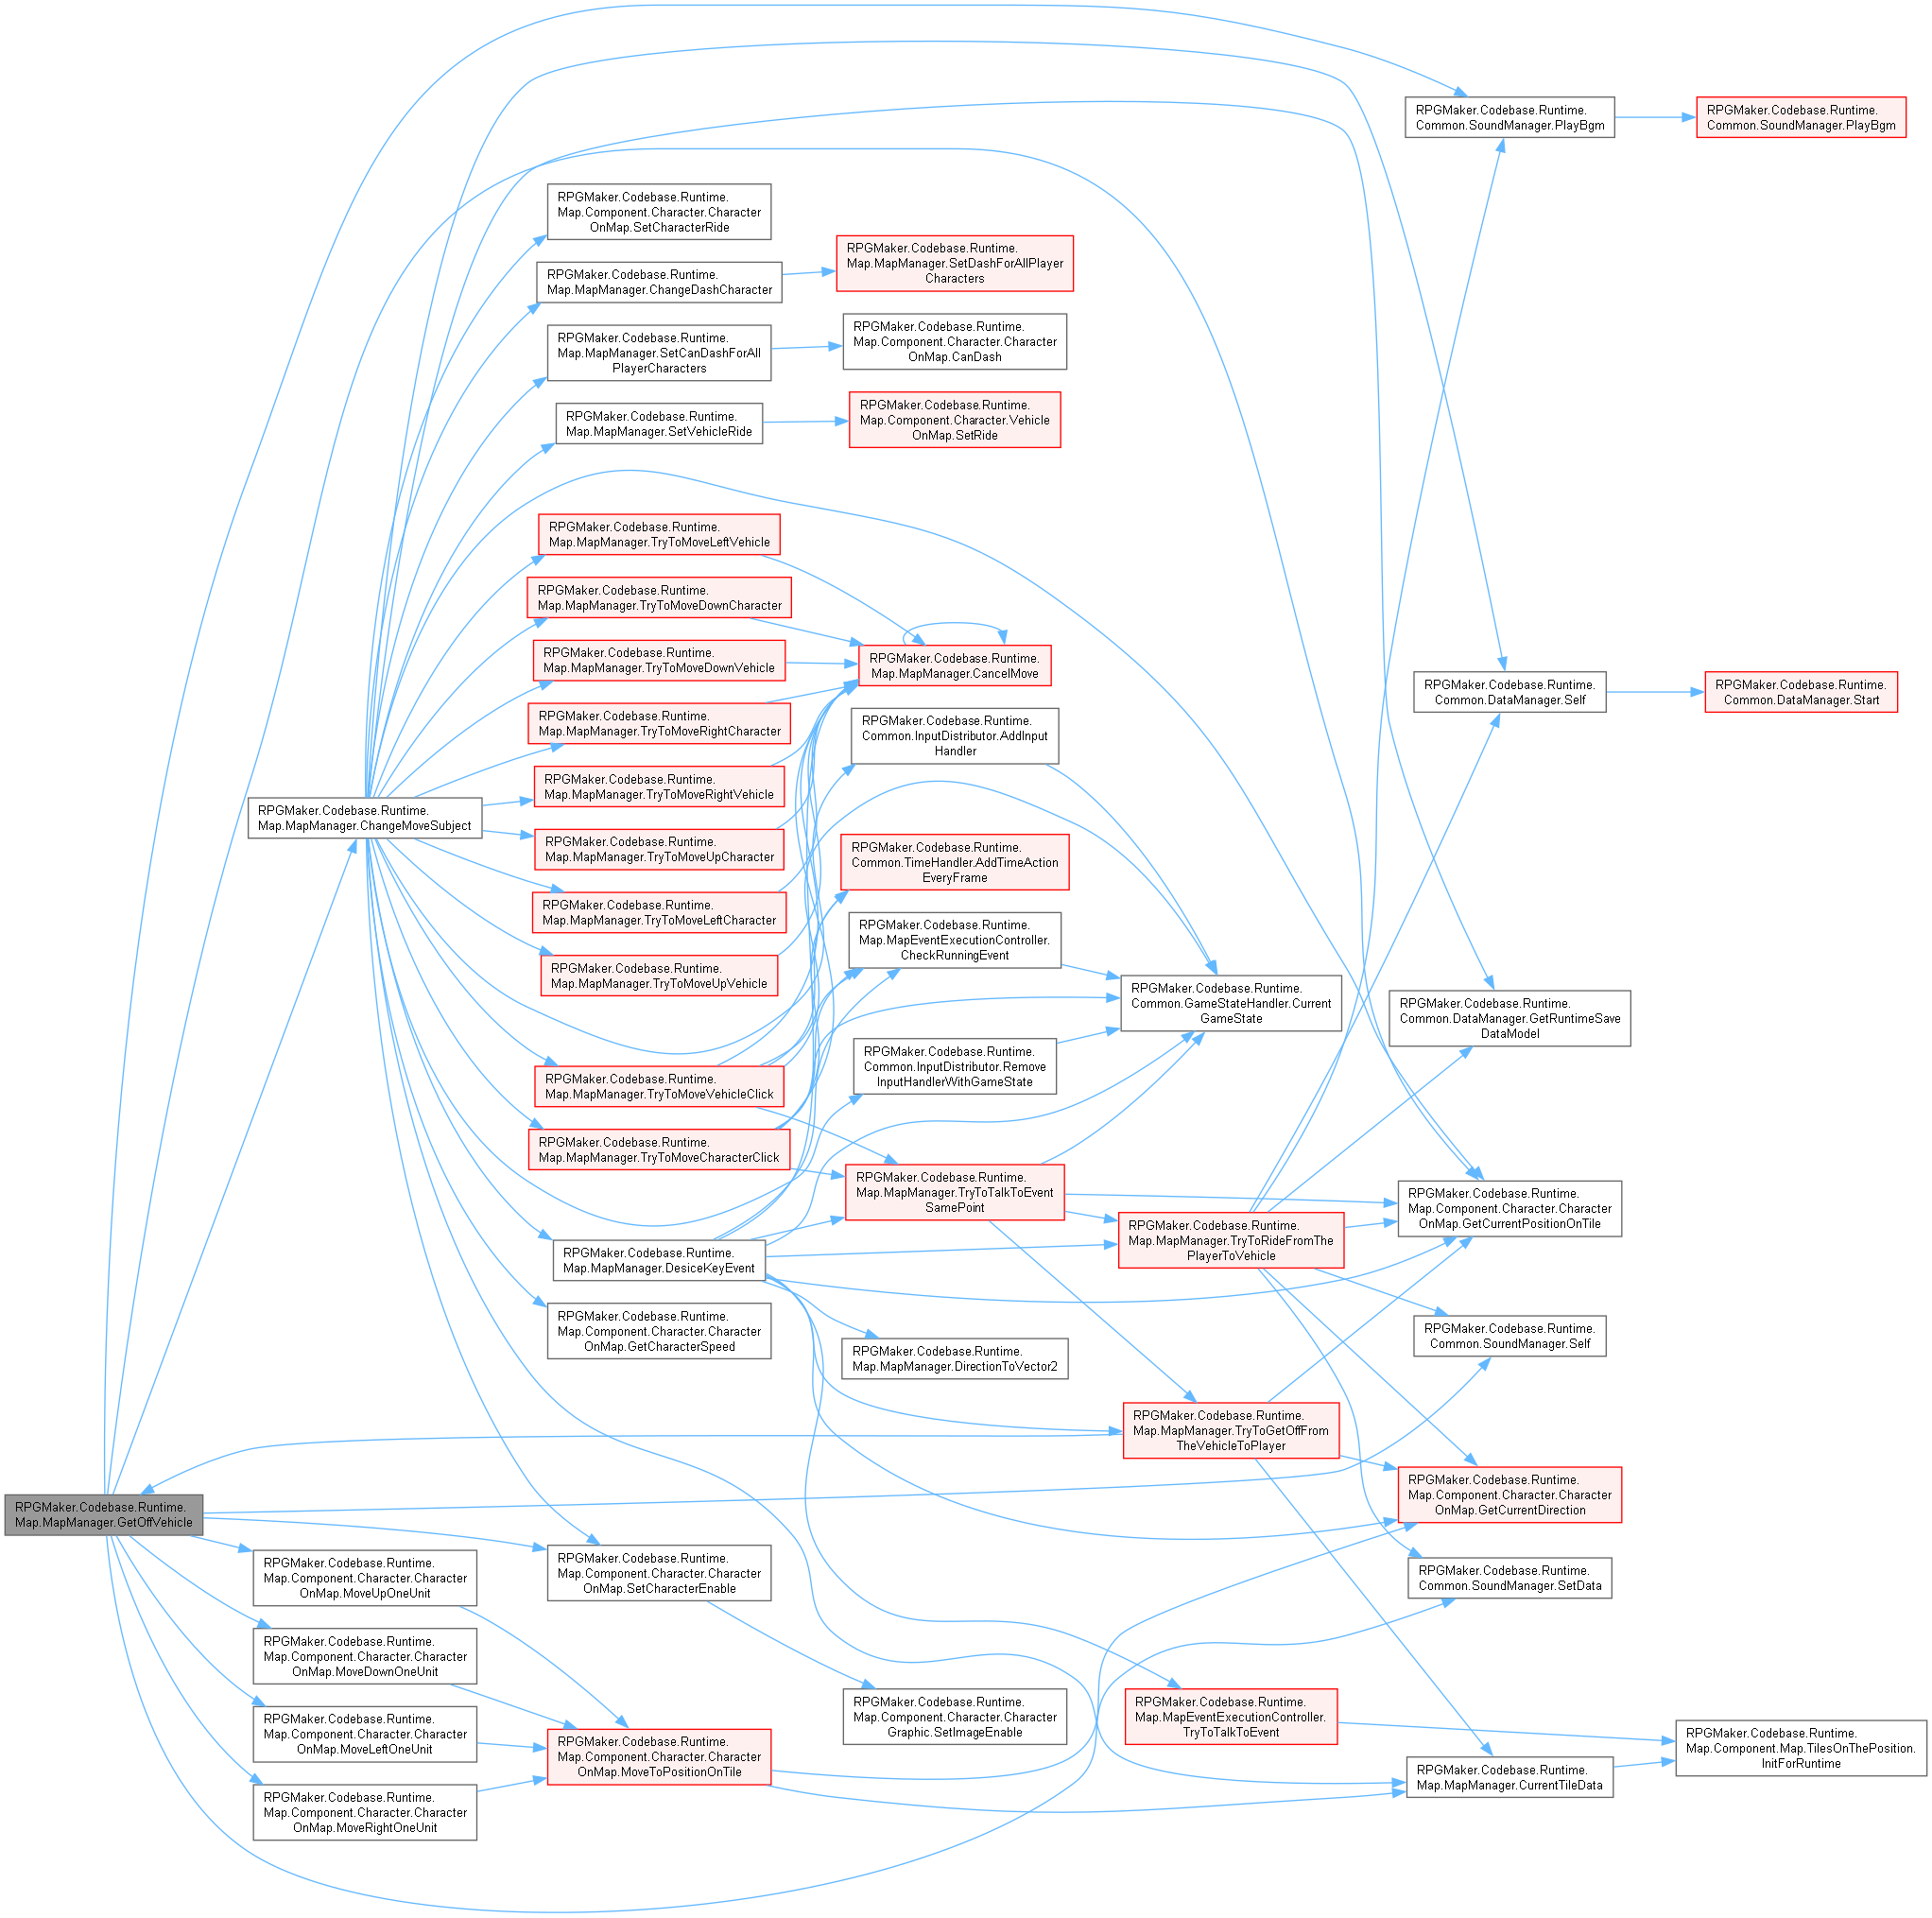 RPGMaker.Codebase.Runtime.
Common.SoundManager.PlayBgm
RPGMaker.Codebase.Runtime.
Common.SoundManager.PlayBgm
RPGMaker.Codebase.Runtime.
Map.Component.Character.Character
OnMap.SetCharacterRide
RPGMaker.Codebase.Runtime.
Map.MapManager.SetDashForAllPlayer
Characters
RPGMaker.Codebase.Runtime.
Map.MapManager.ChangeDashCharacter
RPGMaker.Codebase.Runtime.
Map.MapManager.SetCanDashForAll
PlayerCharacters
RPGMaker.Codebase.Runtime.
Map.Component.Character.Character
OnMap.CanDash
RPGMaker.Codebase.Runtime.
Map.MapManager.SetVehicleRide
RPGMaker.Codebase.Runtime.
Map.Component.Character.Vehicle
OnMap.SetRide
RPGMaker.Codebase.Runtime.
Map.MapManager.TryToMoveLeftVehicle
RPGMaker.Codebase.Runtime.
Map.MapManager.TryToMoveDownCharacter
RPGMaker.Codebase.Runtime.
Map.MapManager.TryToMoveDownVehicle
RPGMaker.Codebase.Runtime.
Map.MapManager.CancelMove
RPGMaker.Codebase.Runtime.
Common.DataManager.Self
RPGMaker.Codebase.Runtime.
Common.DataManager.Start
RPGMaker.Codebase.Runtime.
Map.MapManager.TryToMoveRightCharacter
RPGMaker.Codebase.Runtime.
Common.InputDistributor.AddInput
Handler
RPGMaker.Codebase.Runtime.
Map.MapManager.TryToMoveRightVehicle
RPGMaker.Codebase.Runtime.
Map.MapManager.ChangeMoveSubject
RPGMaker.Codebase.Runtime.
Map.MapManager.TryToMoveUpCharacter
RPGMaker.Codebase.Runtime.
Common.TimeHandler.AddTimeAction
EveryFrame
RPGMaker.Codebase.Runtime.
Map.MapManager.TryToMoveLeftCharacter
RPGMaker.Codebase.Runtime.
Map.MapEventExecutionController.
CheckRunningEvent
RPGMaker.Codebase.Runtime.
Map.MapManager.TryToMoveUpVehicle
RPGMaker.Codebase.Runtime.
Common.GameStateHandler.Current
GameState
RPGMaker.Codebase.Runtime.
Common.DataManager.GetRuntimeSave
DataModel
RPGMaker.Codebase.Runtime.
Common.InputDistributor.Remove
InputHandlerWithGameState
RPGMaker.Codebase.Runtime.
Map.MapManager.TryToMoveVehicleClick
RPGMaker.Codebase.Runtime.
Map.MapManager.TryToMoveCharacterClick
RPGMaker.Codebase.Runtime.
Map.MapManager.TryToTalkToEvent
SamePoint
RPGMaker.Codebase.Runtime.
Map.Component.Character.Character
OnMap.GetCurrentPositionOnTile
RPGMaker.Codebase.Runtime.
Map.MapManager.TryToRideFromThe
PlayerToVehicle
RPGMaker.Codebase.Runtime.
Map.MapManager.DesiceKeyEvent
RPGMaker.Codebase.Runtime.
Map.Component.Character.Character
OnMap.GetCharacterSpeed
RPGMaker.Codebase.Runtime.
Common.SoundManager.Self
RPGMaker.Codebase.Runtime.
Map.MapManager.DirectionToVector2
RPGMaker.Codebase.Runtime.
Map.MapManager.TryToGetOffFrom
TheVehicleToPlayer
RPGMaker.Codebase.Runtime.
Map.Component.Character.Character
OnMap.GetCurrentDirection
RPGMaker.Codebase.Runtime.
Map.MapManager.GetOffVehicle
RPGMaker.Codebase.Runtime.
Map.Component.Character.Character
OnMap.MoveUpOneUnit
RPGMaker.Codebase.Runtime.
Map.Component.Character.Character
OnMap.SetCharacterEnable
RPGMaker.Codebase.Runtime.
Common.SoundManager.SetData
RPGMaker.Codebase.Runtime.
Map.Component.Character.Character
OnMap.MoveDownOneUnit
RPGMaker.Codebase.Runtime.
Map.Component.Character.Character
Graphic.SetImageEnable
RPGMaker.Codebase.Runtime.
Map.MapEventExecutionController.
TryToTalkToEvent
RPGMaker.Codebase.Runtime.
Map.Component.Character.Character
OnMap.MoveLeftOneUnit
RPGMaker.Codebase.Runtime.
Map.Component.Character.Character
OnMap.MoveToPositionOnTile
RPGMaker.Codebase.Runtime.
Map.Component.Map.TilesOnThePosition.
InitForRuntime
RPGMaker.Codebase.Runtime.
Map.MapManager.CurrentTileData
RPGMaker.Codebase.Runtime.
Map.Component.Character.Character
OnMap.MoveRightOneUnit